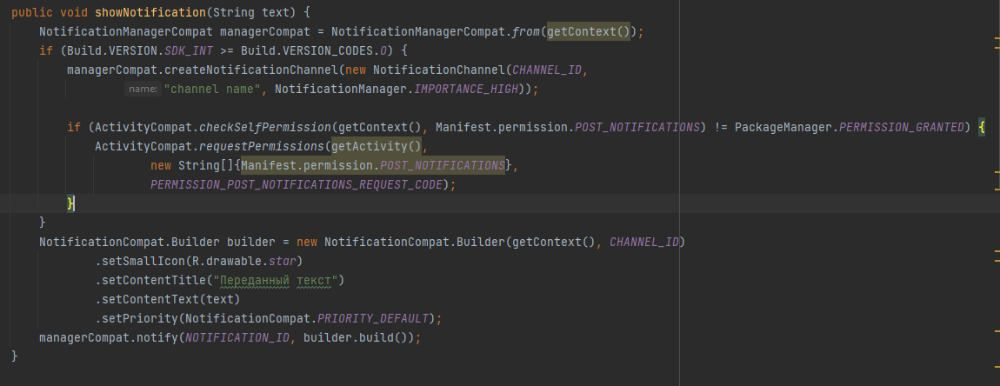 public void showNotification(String text) {
NotificationManagerCompat managerCompat = NotificationManagerCompat.from(getContext());
if (Build.VERSION.SDK_INT >= Build.VERSION_CODES.O) {
managerCompat.createNotificationChannel(new NotificationChannel(CHANNEL_ID,
name: "channel name", NotificationManager.IMPORTANCE_HIGH));
if (ActivityCompat.checkSelfPermission(getContext(), Manifest.permission.POST_NOTIFICATIONS) != PackageManager.PERMISSION_GRANTED) {
ActivityCompat.requestPermissions(getActivity(),
new String[]{Manifest.permission.POST_NOTIFICATIONS},
PERMISSION_POST_NOTIFICATIONS_REQUEST_CODE);
}
}
NotificationCompat.Builder builder = new NotificationCompat.Builder(getContext(), CHANNEL_ID)
.setSmallIcon(R.drawable.star)
.setContentTitle("Переданный текст")
.setContentText(text)
.setPriority(NotificationCompat.PRIORITY_DEFAULT);
managerCompat.notify(NOTIFICATION_ID, builder.build());
}